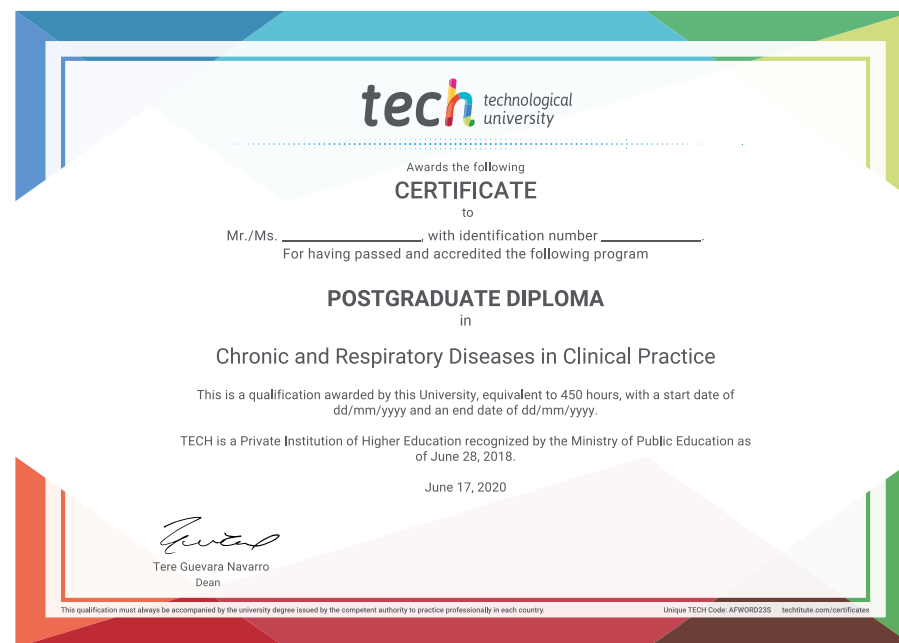 tech technological
university
Awards the following
CERTIFICATE
to
Mr./Ms. ____________________, with identification number ______________.
For having passed and accredited the following program
POSTGRADUATE DIPLOMA
in
Chronic and Respiratory Diseases in Clinical Practice
This is a qualification awarded by this University, equivalent to 450 hours, with a start date of
dd/mm/yyyy and an end date of dd/mm/yyyy.
TECH is a Private Institution of Higher Education recognized by the Ministry of Public Education as
of June 28, 2018.
June 17, 2020
Tere Guevara Navarro
Dean
This qualification must always be accompanied by the university degree issued by the competent authority to practice professionally in each country. Unique TECH Code: AFWORD23S techtitute.com/certificates